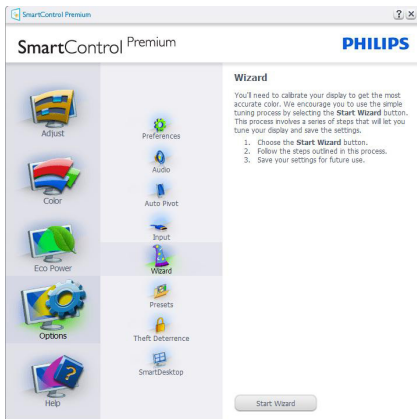 SmartControl Premium
SmartControl Premium
PHILIPS
Adjust
Color
Eco Power
Options
Help
Preferences
Audio
Auto Pivot
Input
Wizard
Presets
Theft Deterrence
SmartDesktop
Wizard
You'll need to calibrate your display to get the most
accurate color. We encourage you to use the simple
tuning process by selecting the Start Wizard button.
This process involves a series of steps that will let you
tune your display and save the settings.
1. Choose the Start Wizard button.
2. Follow the steps outlined in this process.
3. Save your settings for future use.
Start Wizard